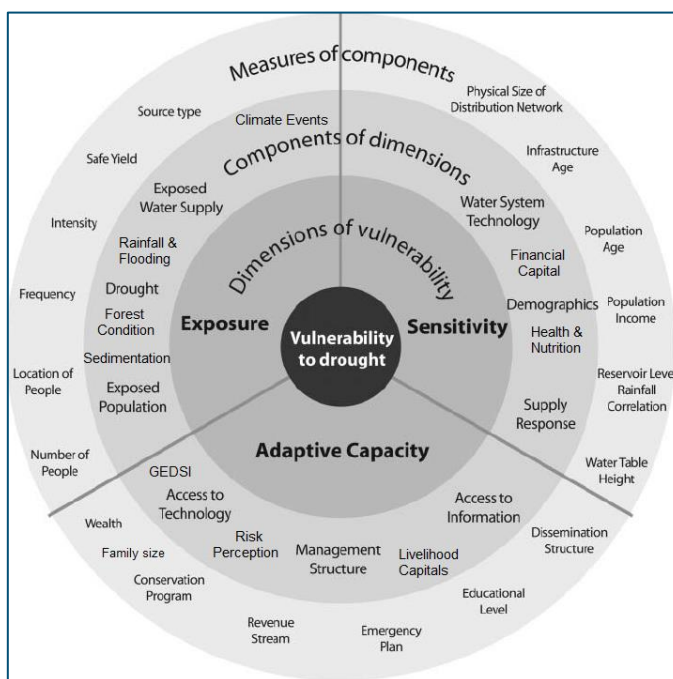 Measures of components
Physical Size of
Distribution Network
Source type
Climate Events
Infrastructure
Age
Safe Yield
Components of dimensions
Exposed
Water Supply
Water System
Technology
Intensity
Population
Age
Rainfall &
Flooding
Dimensions of vulnerability
Financial
Capital
Frequency
Drought
Demographics
Population
Income
Forest
Condition
Exposure
Vulnerability
to drought
Sensitivity
Health &
Nutrition
Sedimentation
Location of
People
Exposed
Population
Reservoir Level
Rainfall
Correlation
Supply
Response
Number of
People
Adaptive Capacity
Water Table
Height
GEDSI
Access to
Technology
Access to
Information
Wealth
Risk
Perception
Management
Structure
Livelihood
Capitals
Dissemination
Structure
Family size
Conservation
Program
Educational
Level
Revenue
Stream
Emergency
Plan